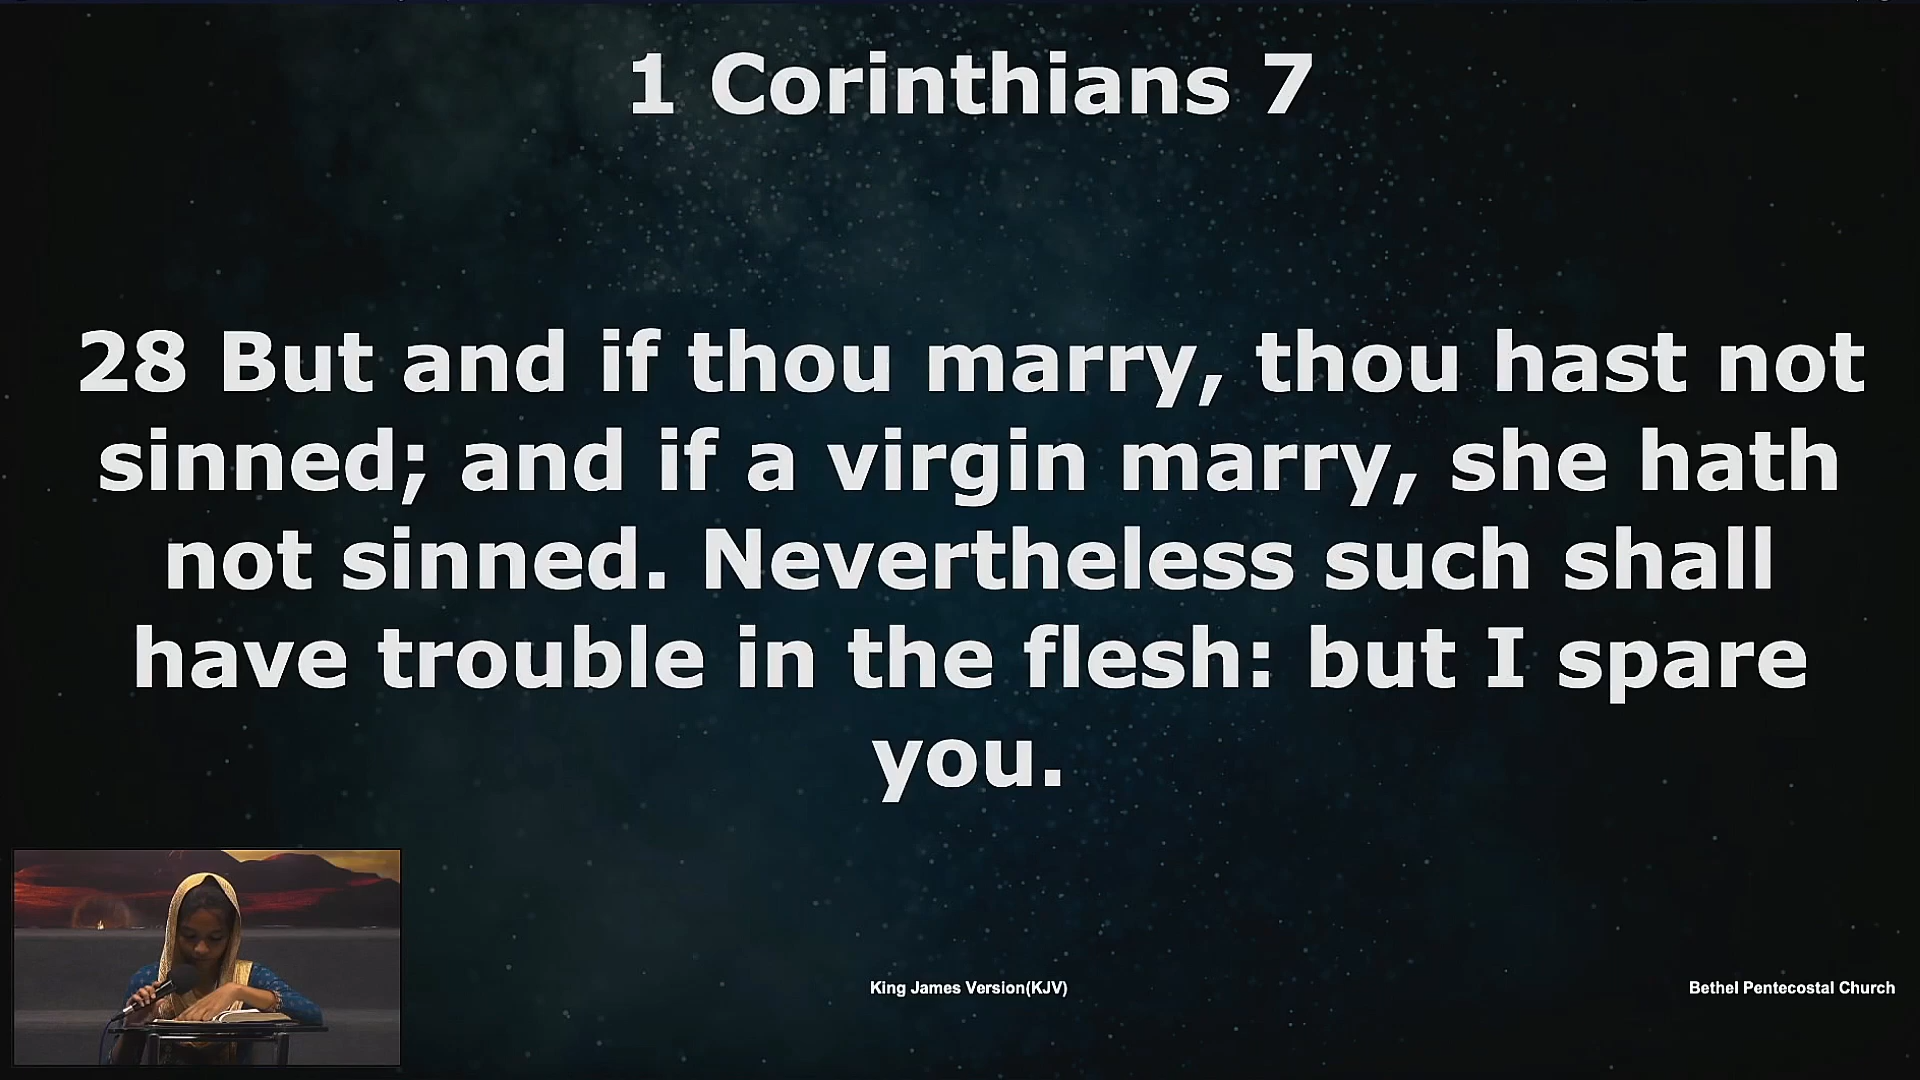 1 Corinthians 7
28 But and if thou marry, thou hast not
sinned; and if a virgin marry, she hath
not sinned. Nevertheless such shall
have trouble in the flesh: but I spare
you.
King James Version(KJV)
Bethel Pentecostal Church